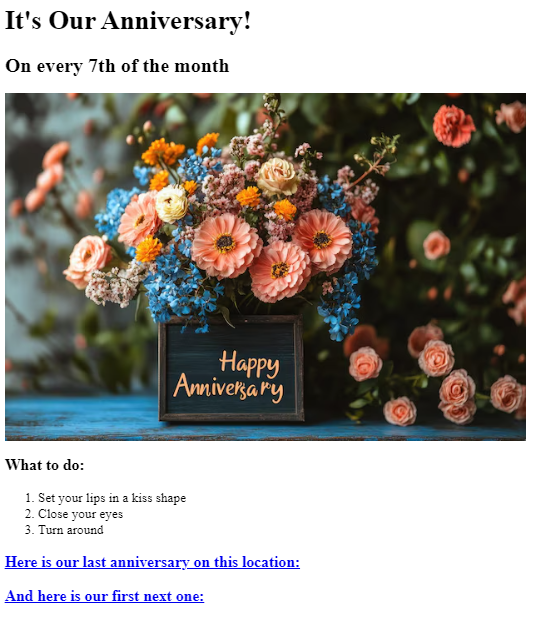 It's Our Anniversary!
On every 7th of the month
Happy
Anniversary
What to do:
1. Set your lips in a kiss shape
2. Close your eyes
3. Turn around
Here is our last anniversary on this location:
And here is our first next one: